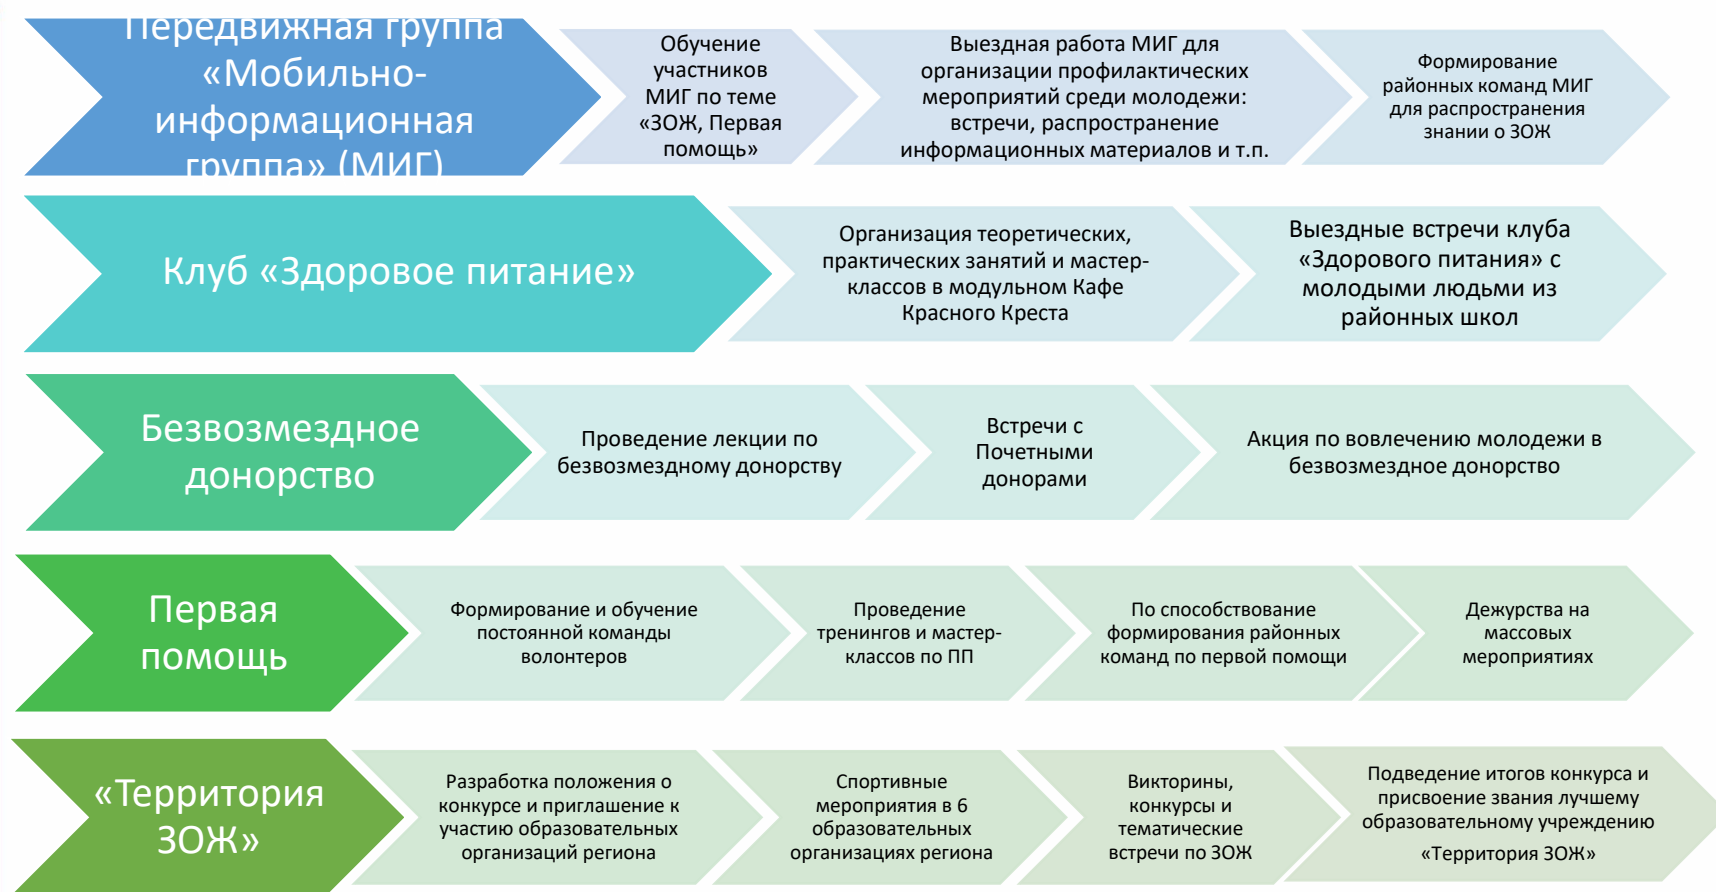 Передвижная группа
«Мобильно-
информационная
группа» (МИГ)
Обучение
участников
МИГ по теме
«ЗОЖ, Первая
помощь»
Выездная работа МИГ для
организации профилактических
мероприятий среди молодежи:
встречи, распространение
информационных материалов и т.п.
Формирование
районных команд МИГ
для распространения
знании о ЗОЖ
Клуб «Здоровое питание»
Организация теоретических,
практических занятий и мастер-
классов в модульном Кафе
Красного Креста
Выездные встречи клуба
«Здорового питания» с
молодыми людьми из
районных школ
Безвозмездное
донорство
Проведение лекции по
безвозмездному донорству
Встречи с
Почетными
донорами
Акция по вовлечению молодежи в
безвозмездное донорство
Первая
помощь
Формирование и обучение
постоянной команды
волонтеров
Проведение
тренингов и мастер-
классов по ПП
По способствование
формирования районных
команд по первой помощи
Дежурства на
массовых
мероприятиях
«Территория
ЗОЖ»
Разработка положения о
конкурсе и приглашение к
участию образовательных
организаций региона
Спортивные
мероприятия в 6
образовательных
организациях региона
Викторины,
конкурсы и
тематические
встречи по ЗОЖ
Подведение итогов конкурса и
присвоение звания лучшему
образовательному учреждению
«Территория ЗОЖ»